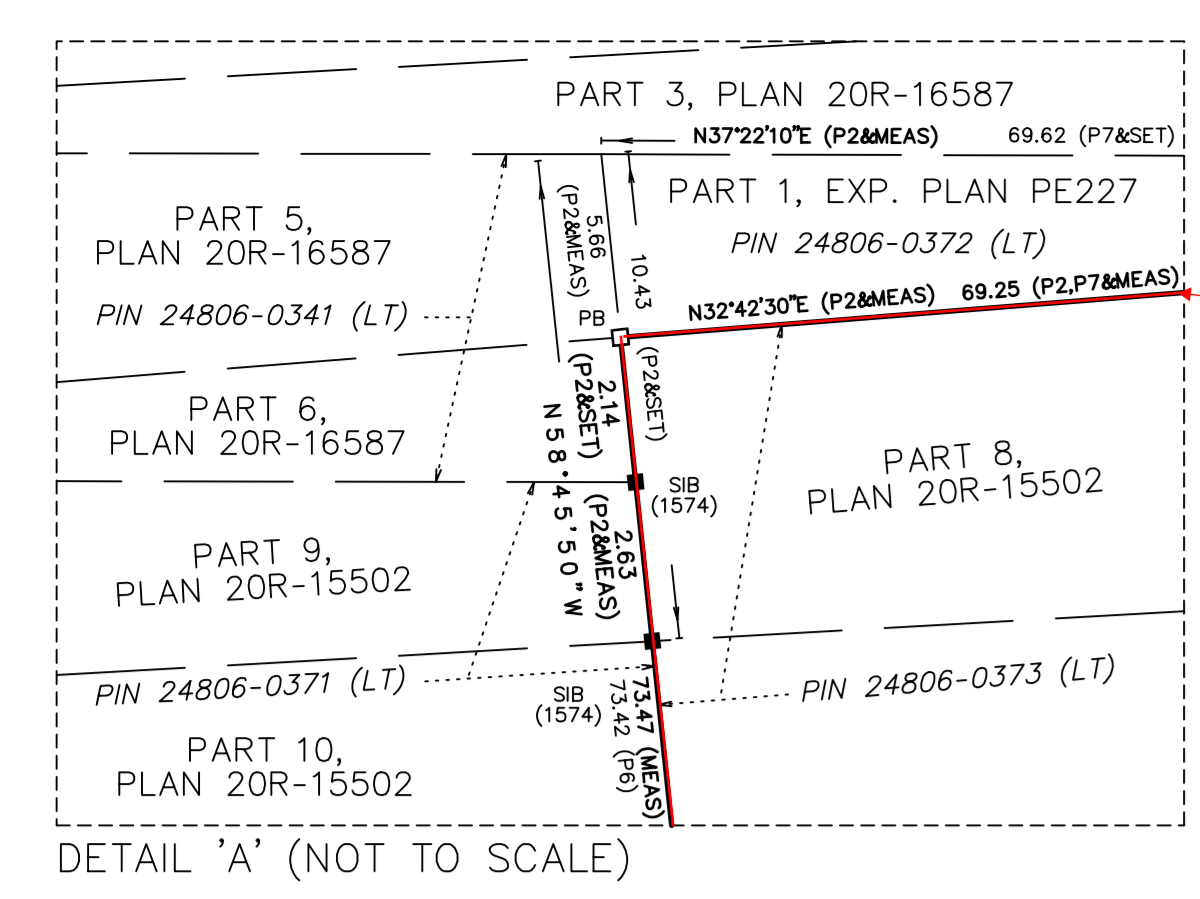 PART 3, PLAN 20R-16587
N37°22'10"E (P2&MEAS) 69.62 (P7&SET)
PART 1, EXP. PLAN PE227
PIN 24806-0372 (LT)
PART 5,
PLAN 20R-16587
PIN 24806-0341 (LT)
5.66
(P2&MEAS)
10.43
(P2&SET)
PB
N32°42'30"E (P2&MEAS) 69.25 (P2,P7&MEAS)
2.14
(P2&SET)
N58°45'50"W
PART 6,
PLAN 20R-16587
SIB
(1574)
PART 8,
PLAN 20R-15502
2.63
(P2&MEAS)
PART 9,
PLAN 20R-15502
PIN 24806-0371 (LT)
SIB
(1574)
73.47 (MEAS)
73.42 (P6)
PIN 24806-0373 (LT)
PART 10,
PLAN 20R-15502
DETAIL 'A' (NOT TO SCALE)